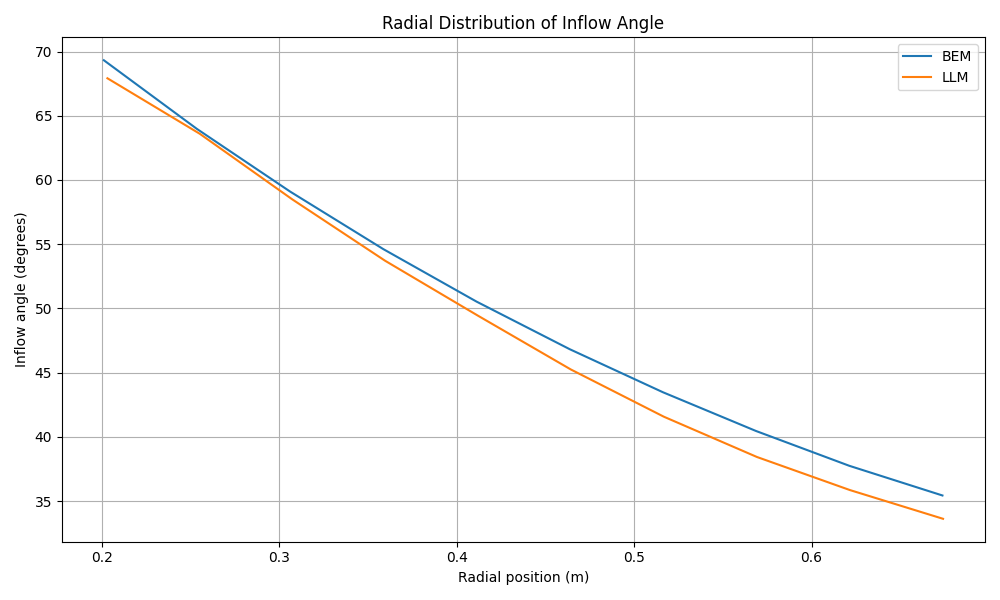 Radial Distribution of Inflow Angle
BEM
LLM
Inflow angle (degrees)
70
65
60
55
50
45
40
35
0.2
0.3
0.4
0.5
0.6
Radial position (m)